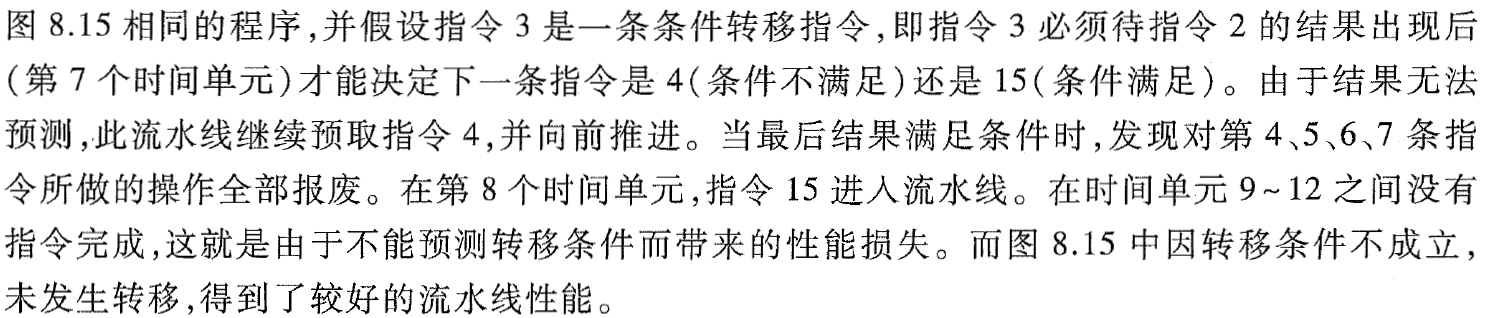 图 8.15 相同的程序,并假设指令 3 是一条条件转移指令,即指令 3 必须待指令 2 的结果出现后
(第 7 个时间单元)才能决定下一条指令是 4(条件不满足)还是 15(条件满足)。由于结果无法
预测,此流水线继续预取指令 4,并向前推进。当最后结果满足条件时,发现对第 4、5、6、7 条指
令所做的操作全部报废。在第 8 个时间单元,指令 15 进入流水线。在时间单元 9~12 之间没有
指令完成,这就是由于不能预测转移条件而带来的性能损失。而图 8.15 中因转移条件不成立,
未发生转移,得到了较好的流水线性能。